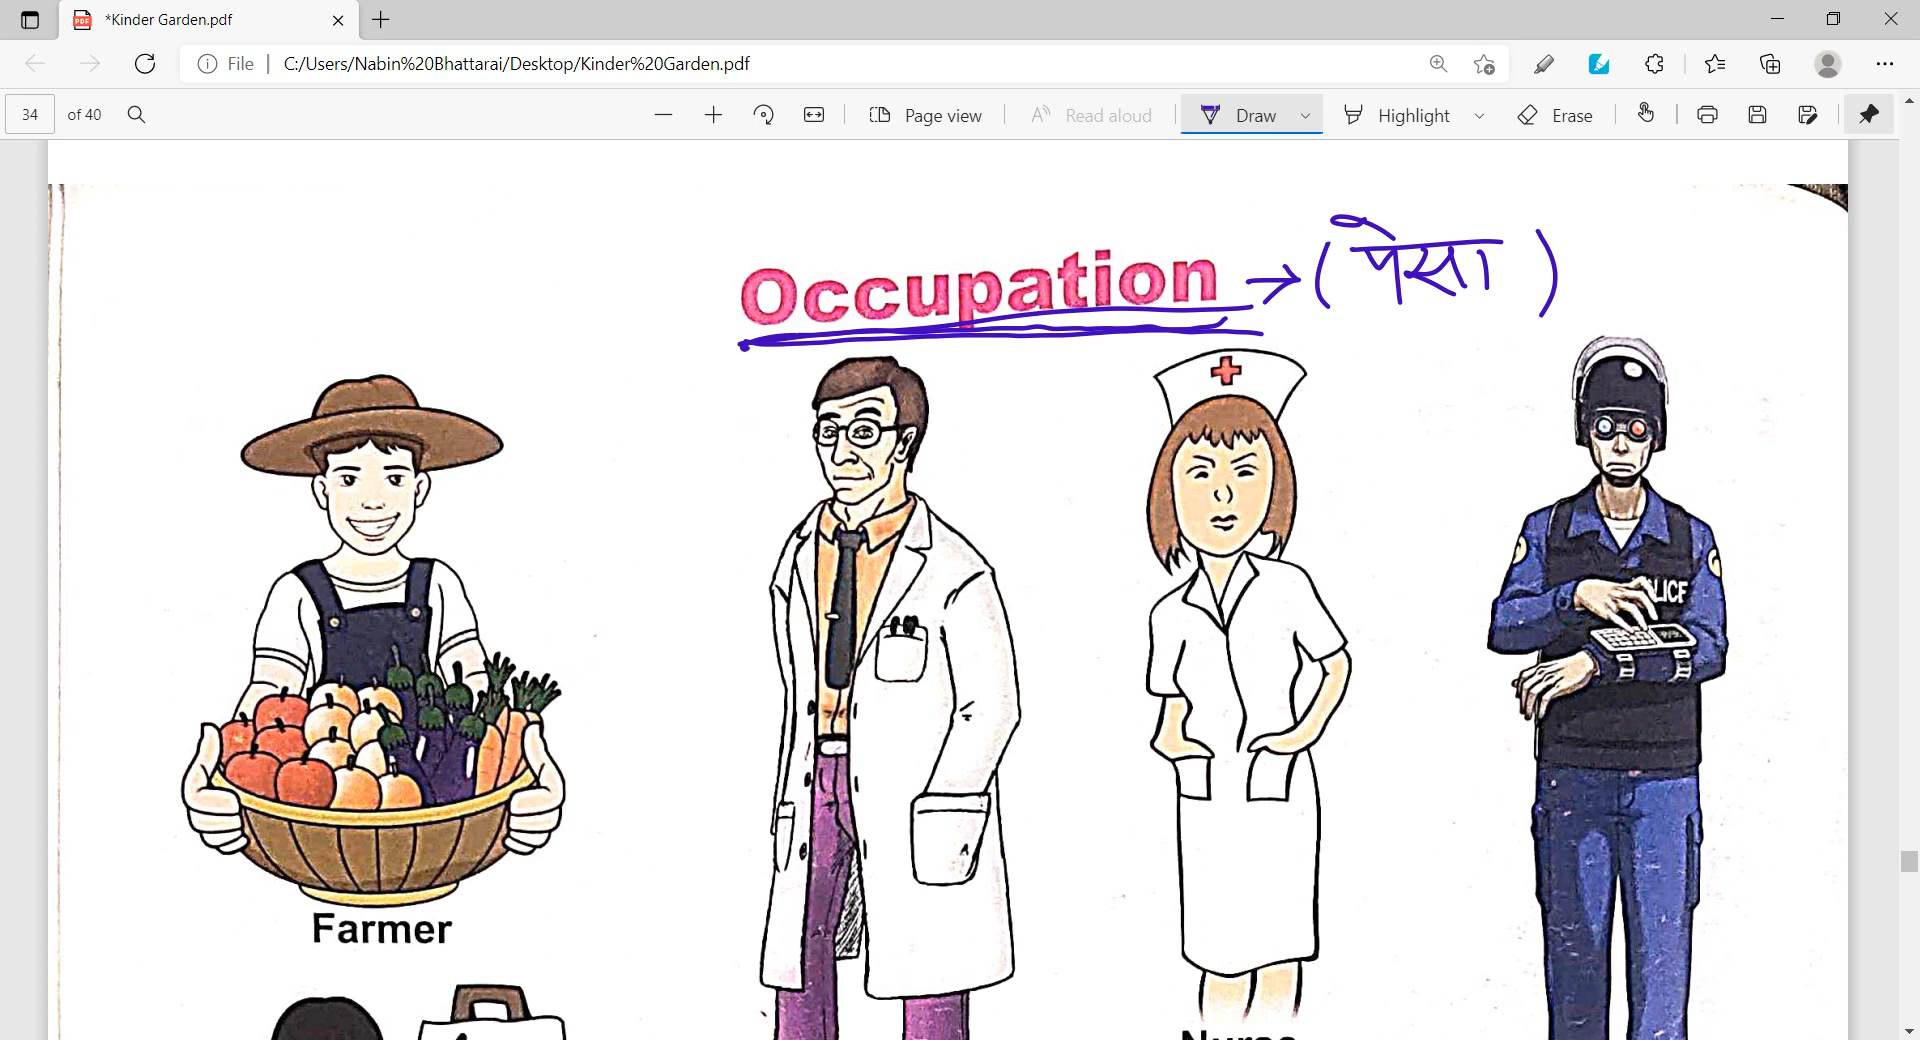 *Kinder Garden.pdf
File | C:/Users/Nabin%20Bhattarai/Desktop/Kinder%20Garden.pdf
34 of 40 Page view Read aloud Draw Highlight Erase
Occupation → (पेसा)
LICE
Farmer
Nurse